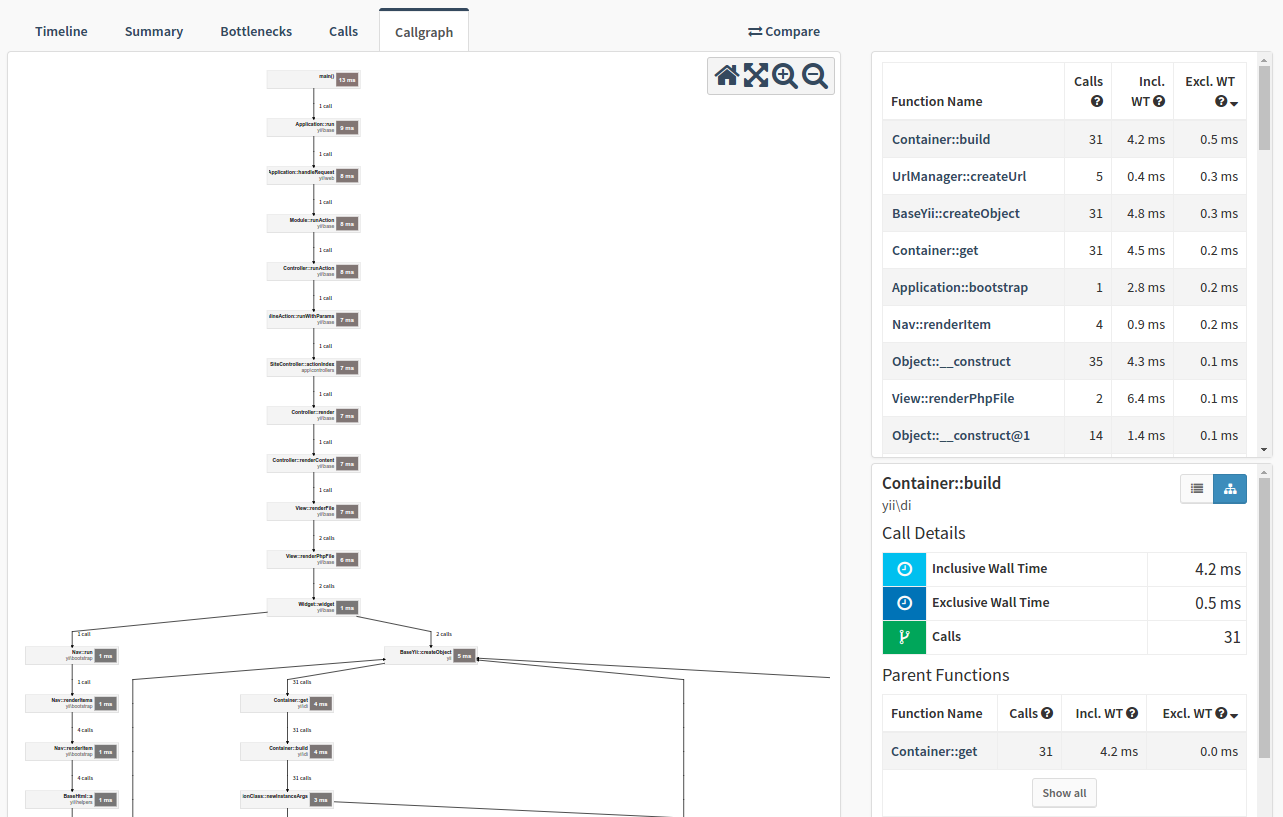 Timeline Summary Bottlenecks Calls Callgraph Compare
main() 13 ms
1 call
Application::run 9 ms
yii\base
1 call
Application::handleRequest 8 ms
yii\web
1 call
Module::runAction 8 ms
yii\base
1 call
Controller::runAction 8 ms
yii\base
1 call
ineAction::runWithParams 7 ms
yii\base
1 call
SiteController::actionIndex 7 ms
app\controllers
1 call
Controller::render 7 ms
yii\base
1 call
Controller::renderContent 7 ms
yii\base
1 call
View::renderFile 7 ms
yii\base
2 calls
View::renderPhpFile 6 ms
yii\base
2 calls
Widget::widget 1 ms
yii\base
1 call 2 calls
Nav::run 1 ms
yii\bootstrap
BaseYii::createObject 5 ms
yii
1 call 31 calls
Nav::renderItems 1 ms
yii\bootstrap
Container::get 4 ms
yii\di
4 calls 31 calls
Nav::renderItem 1 ms
yii\bootstrap
Container::build 4 ms
yii\di
4 calls 31 calls
BaseHtml::a 1 ms
yii\helpers
ionClass::newInstanceArgs 3 ms
Function Name Calls Incl. WT Excl. WT
Container::build 31 4.2 ms 0.5 ms
UrlManager::createUrl 5 0.4 ms 0.3 ms
BaseYii::createObject 31 4.8 ms 0.3 ms
Container::get 31 4.5 ms 0.2 ms
Application::bootstrap 1 2.8 ms 0.2 ms
Nav::renderItem 4 0.9 ms 0.2 ms
Object::__construct 35 4.3 ms 0.1 ms
View::renderPhpFile 2 6.4 ms 0.1 ms
Object::__construct@1 14 1.4 ms 0.1 ms
Container::build
yii\di
Call Details
Inclusive Wall Time 4.2 ms
Exclusive Wall Time 0.5 ms
Calls 31
Parent Functions
Function Name Calls Incl. WT Excl. WT
Container::get 31 4.2 ms 0.0 ms
Show all